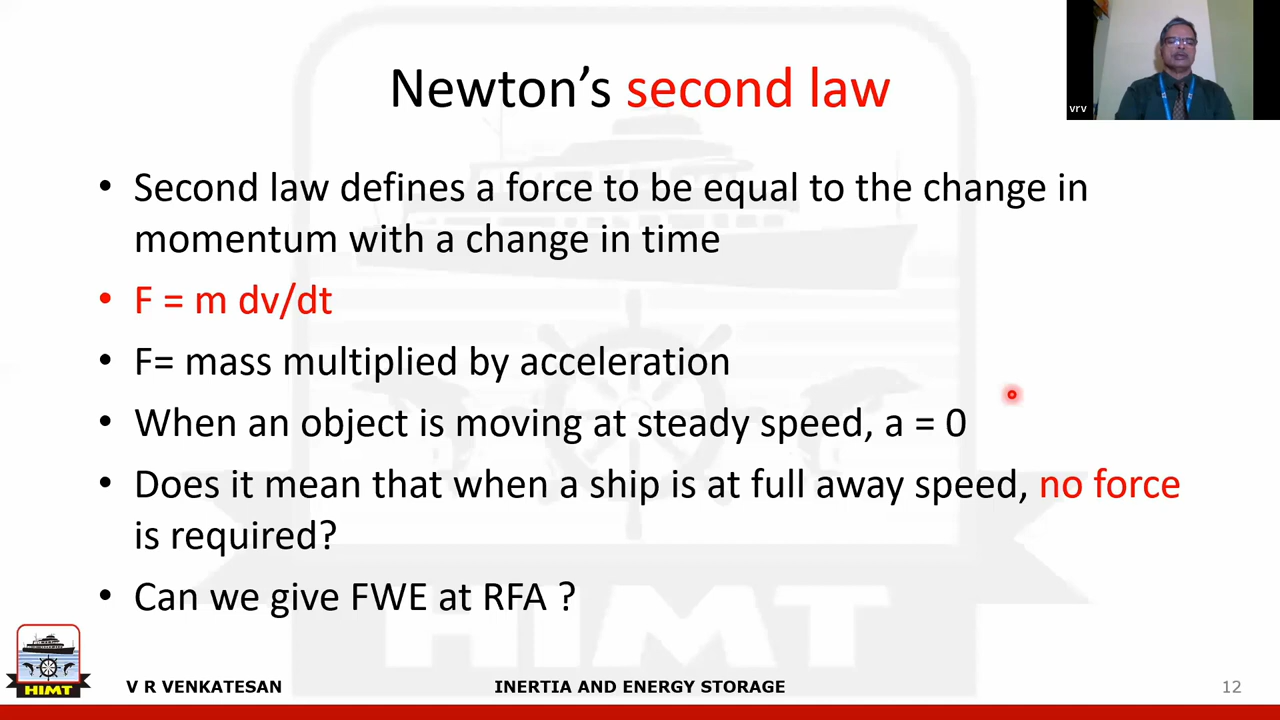 Newton's second law
vrv
• Second law defines a force to be equal to the change in
momentum with a change in time
• F = m dv/dt
• F= mass multiplied by acceleration
• When an object is moving at steady speed, a = 0
• Does it mean that when a ship is at full away speed, no force
is required?
• Can we give FWE at RFA ?
HIMT
HIMT
V R VENKATESAN
INERTIA AND ENERGY STORAGE
12